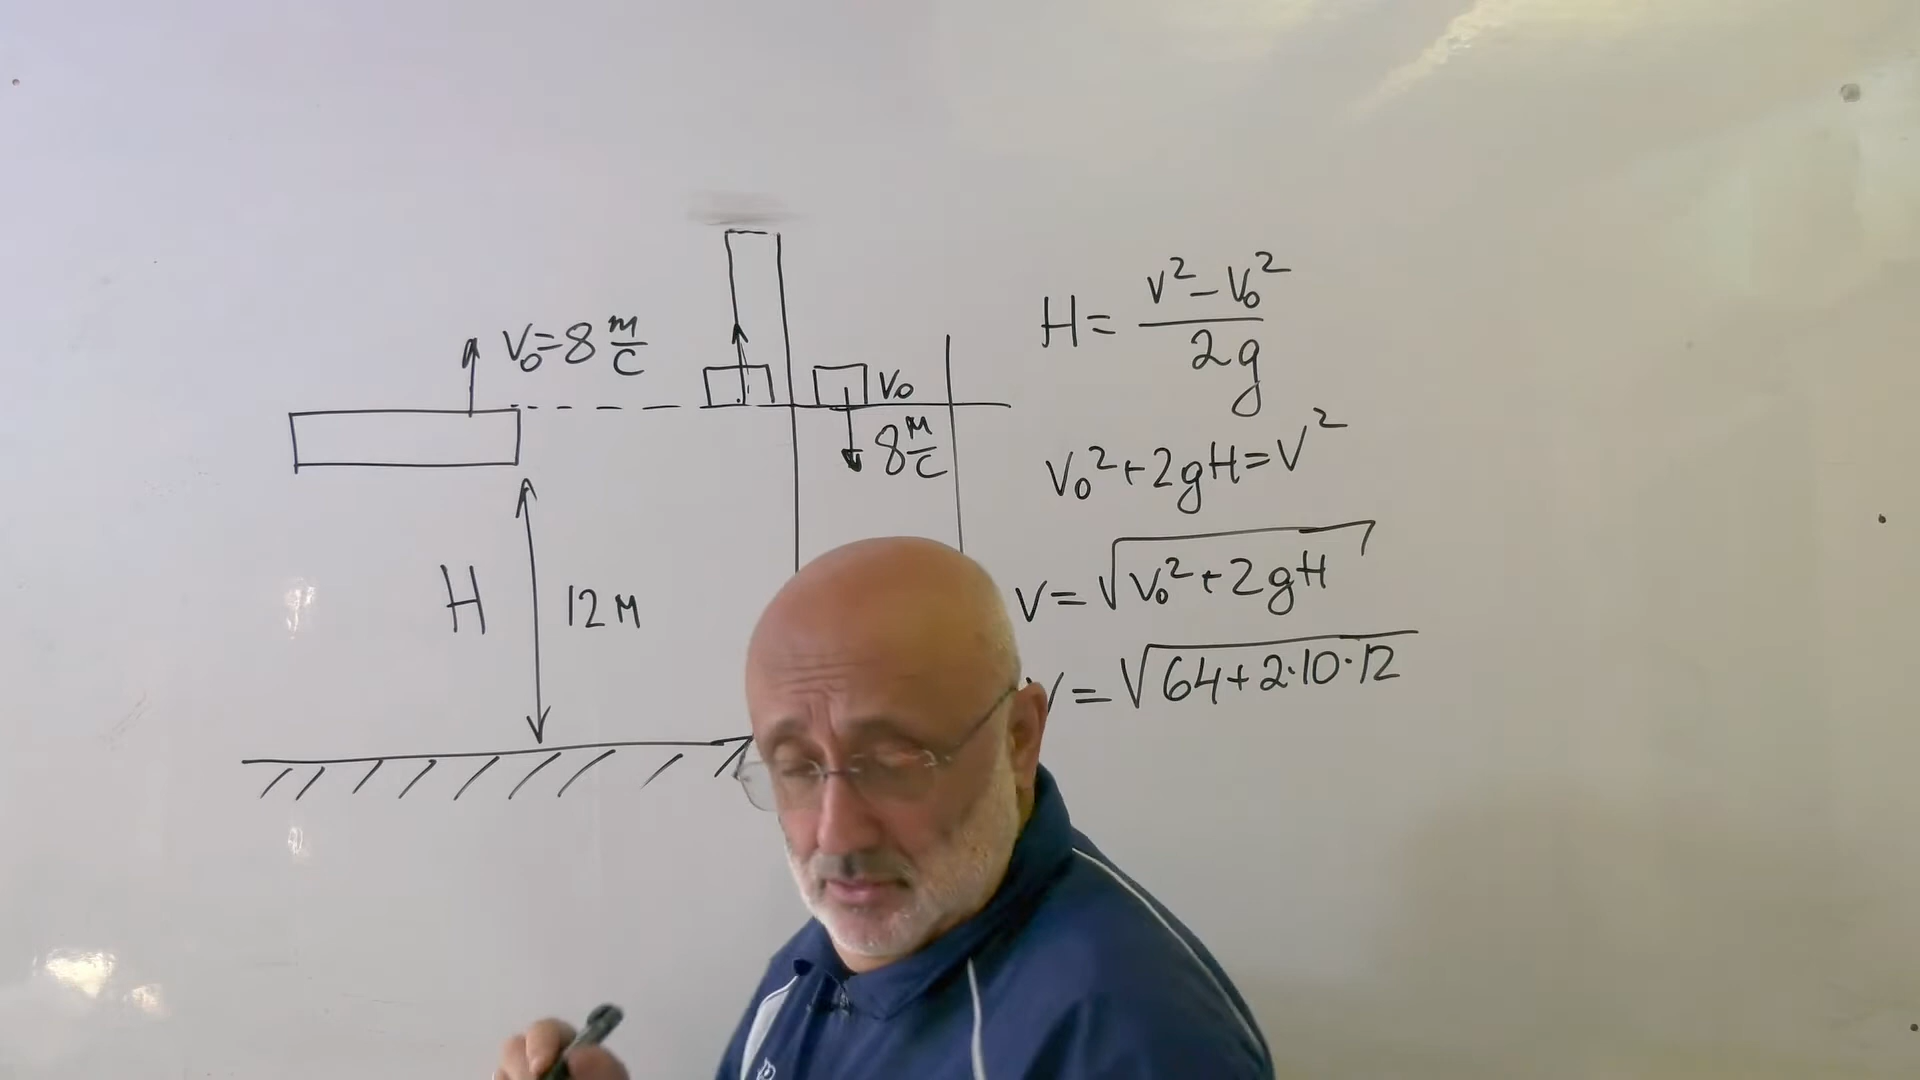 V₀=8 м/с
H
12 м
V₀
8 м/с
H = (V² − V₀²) / 2g
V₀² + 2gH = V²
V = √(V₀² + 2gH)
V = √(64 + 2·10·12)